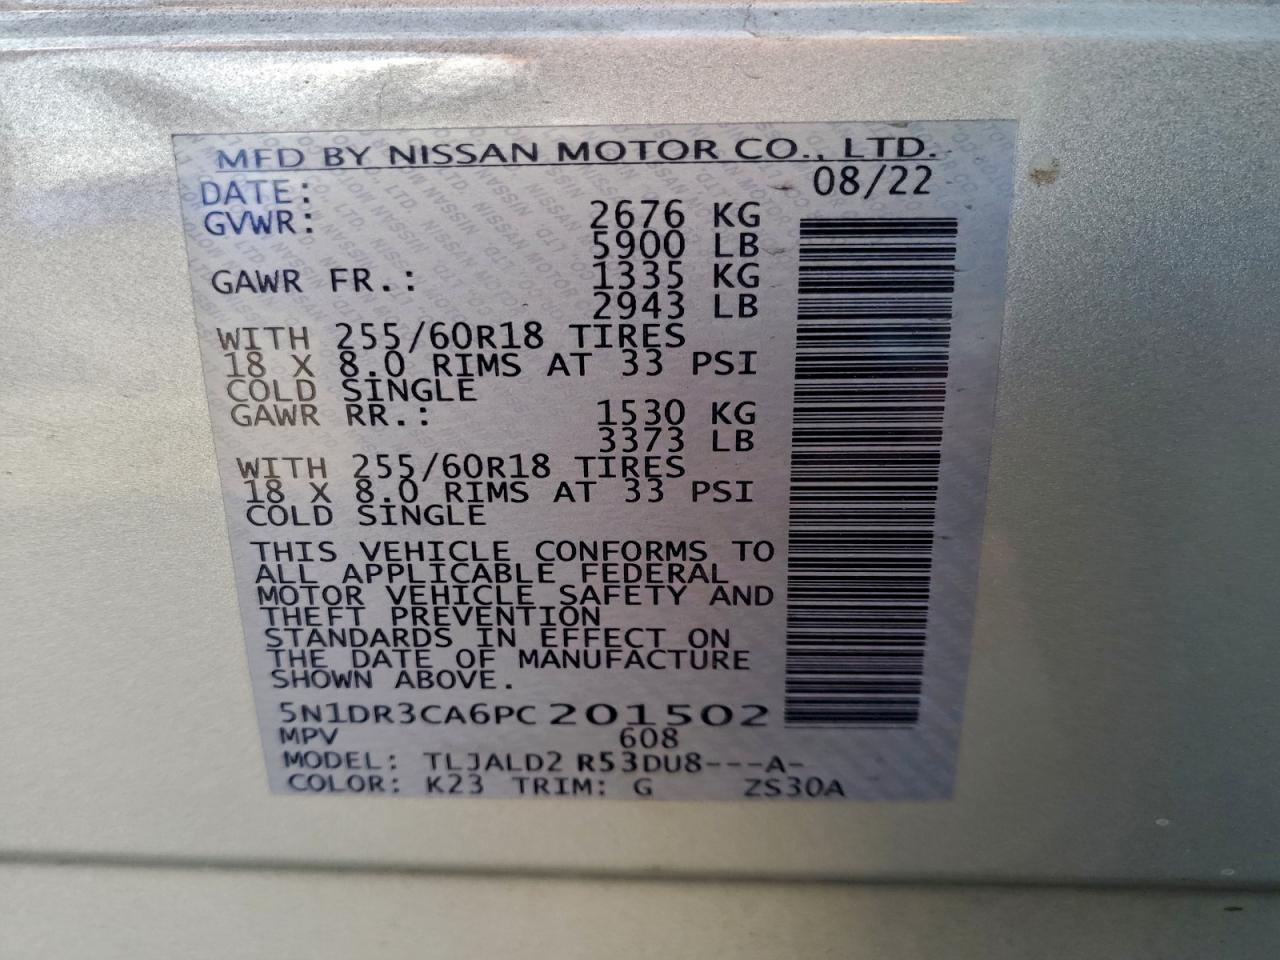 MFD BY NISSAN MOTOR CO., LTD.
DATE: 08/22
GVWR: 2676 KG
5900 LB
GAWR FR.: 1335 KG
2943 LB
WITH 255/60R18 TIRES
18 X 8.0 RIMS AT 33 PSI
COLD SINGLE
GAWR RR.: 1530 KG
3373 LB
WITH 255/60R18 TIRES
18 X 8.0 RIMS AT 33 PSI
COLD SINGLE
THIS VEHICLE CONFORMS TO
ALL APPLICABLE FEDERAL
MOTOR VEHICLE SAFETY AND
THEFT PREVENTION
STANDARDS IN EFFECT ON
THE DATE OF MANUFACTURE
SHOWN ABOVE.
5N1DR3CA6PC201502
MPV 608
MODEL: TLJALD2 R53DU8---A-
COLOR: K23 TRIM: G ZS30A